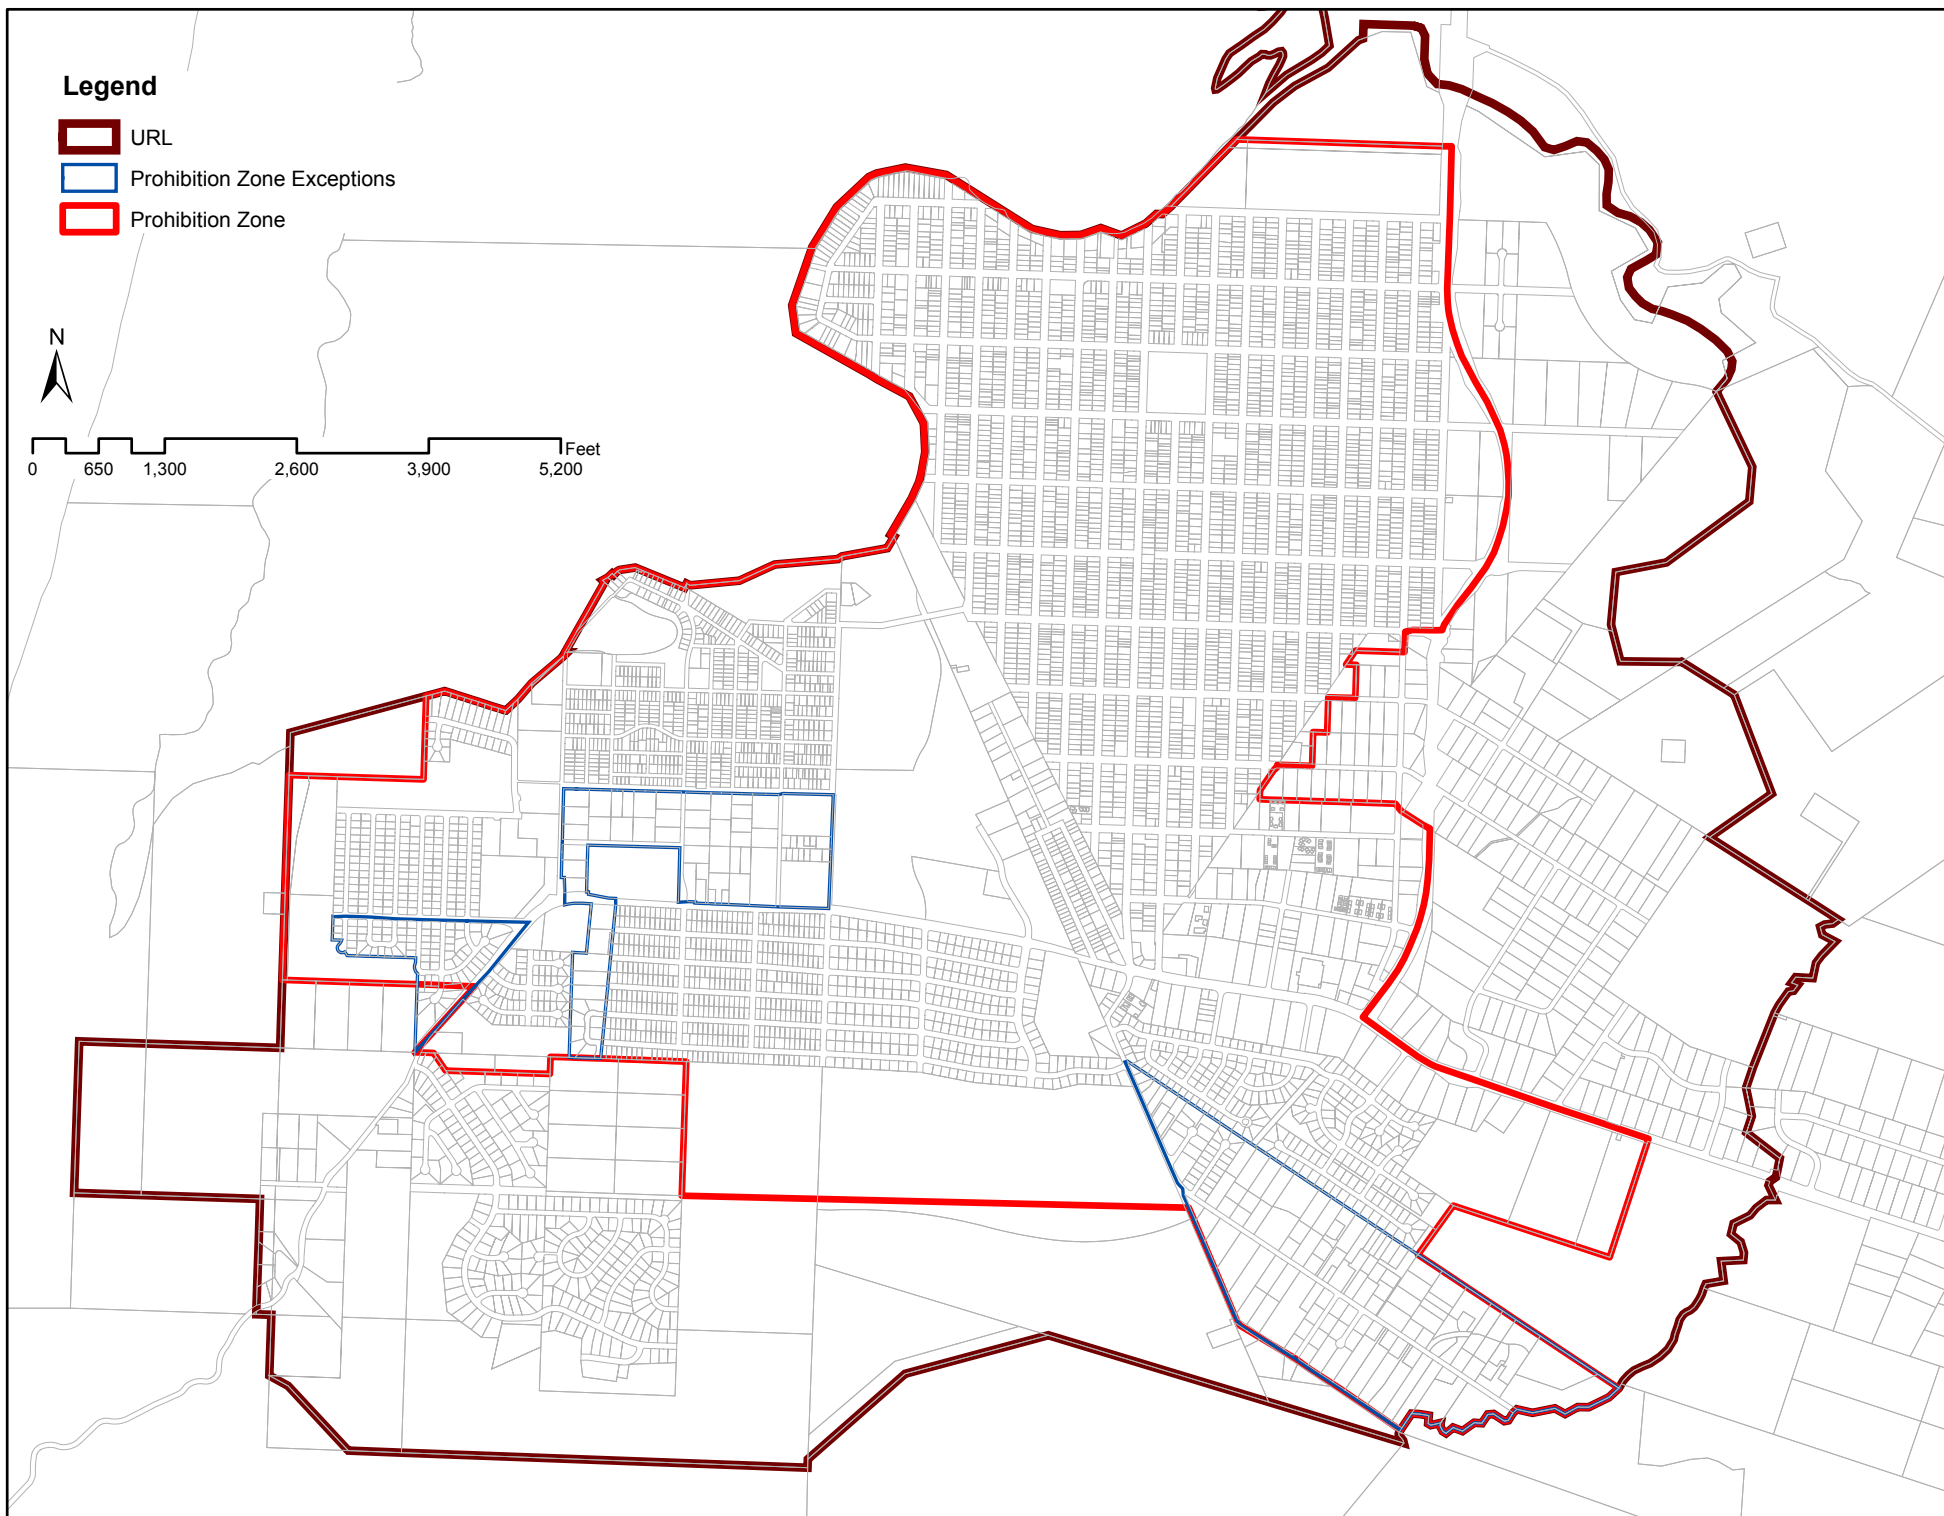 Legend
URL
Prohibition Zone Exceptions
Prohibition Zone
N
Feet
0 650 1,300 2,600 3,900 5,200